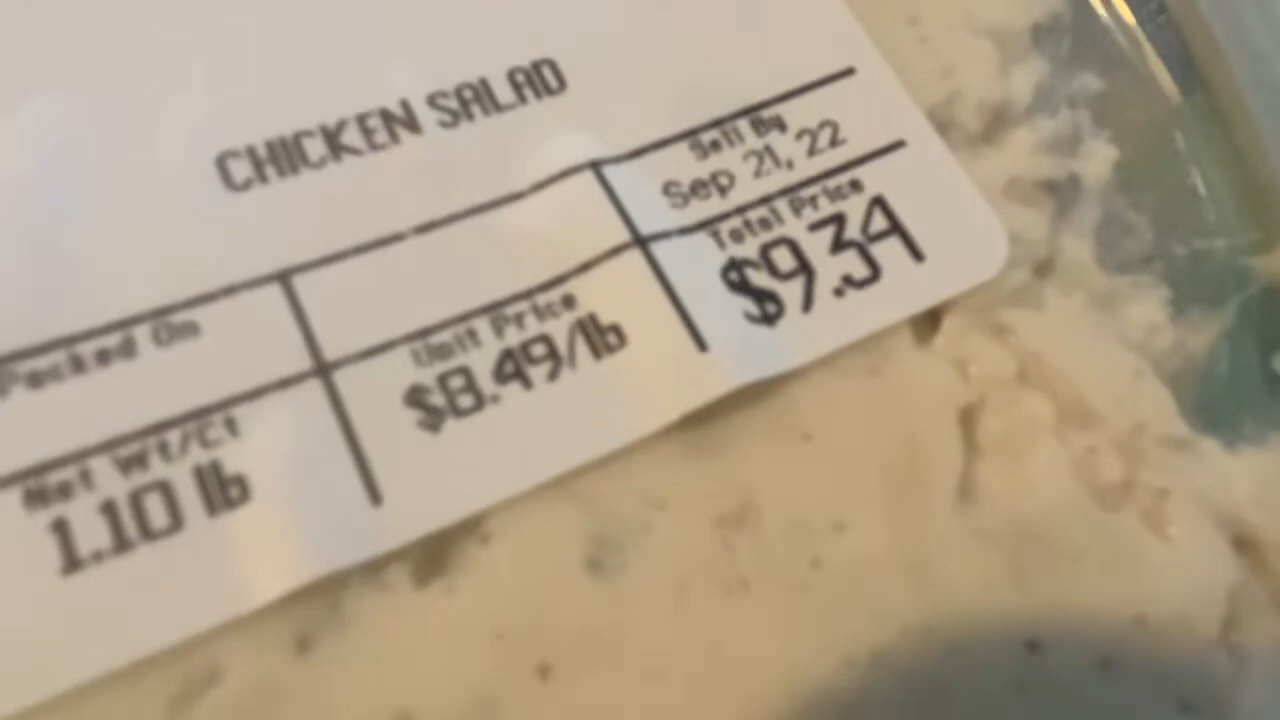 CHICKEN SALAD
Sell By
Sep 21, 22
Packed On
Unit Price
Total Price
Net Wt/Ct
1.10 lb
$8.49/lb
$9.34